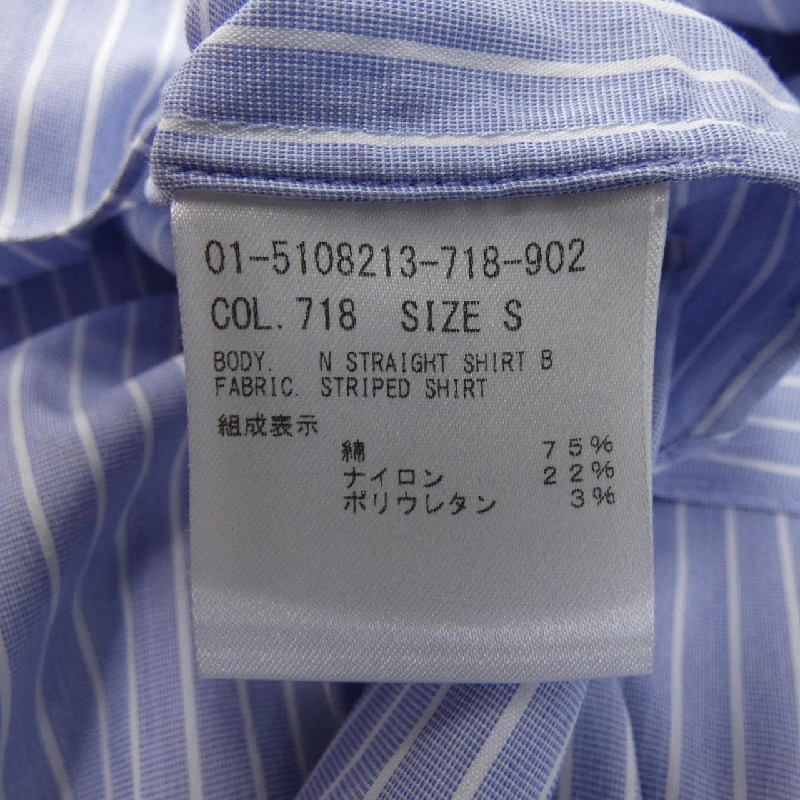 01-5108213-718-902
COL.718 SIZE S
BODY. N STRAIGHT SHIRT B
FABRIC. STRIPED SHIRT
組成表示
綿 75%
ナイロン 22%
ポリウレタン 3%